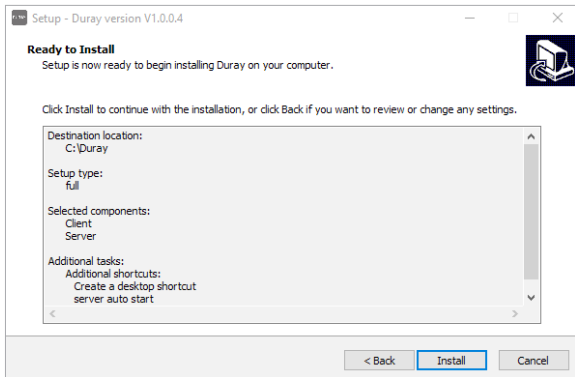 Setup - Duray version V1.0.0.4
Ready to Install
Setup is now ready to begin installing Duray on your computer.
Click Install to continue with the installation, or click Back if you want to review or change any settings.
Destination location:
C:\Duray
Setup type:
full
Selected components:
Client
Server
Additional tasks:
Additional shortcuts:
Create a desktop shortcut
server auto start
< Back
Install
Cancel